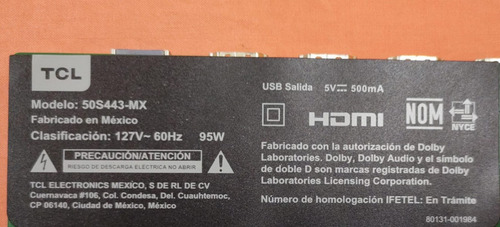 TCL
Modelo: 50S443-MX
Fabricado en México
Clasificación: 127V~ 60Hz 95W
PRECAUCIÓN/ATENCIÓN
RIESGO DE DESCARGA ELÉCTRICA NO ABRIR
TCL ELECTRONICS MEXICO, S DE RL DE CV
Cuernavaca #106, Col. Condesa, Del. Cuauhtemoc,
CP 06140, Ciudad de México, México
USB Salida 5V⎓ 500mA
HDMI
NOM
NYCE
Fabricado con la autorización de Dolby
Laboratories. Dolby, Dolby Audio y el símbolo
de doble D son marcas registradas de Dolby
Laboratories Licensing Corporation.
Número de homologación IFETEL: En Trámite
80131-001984